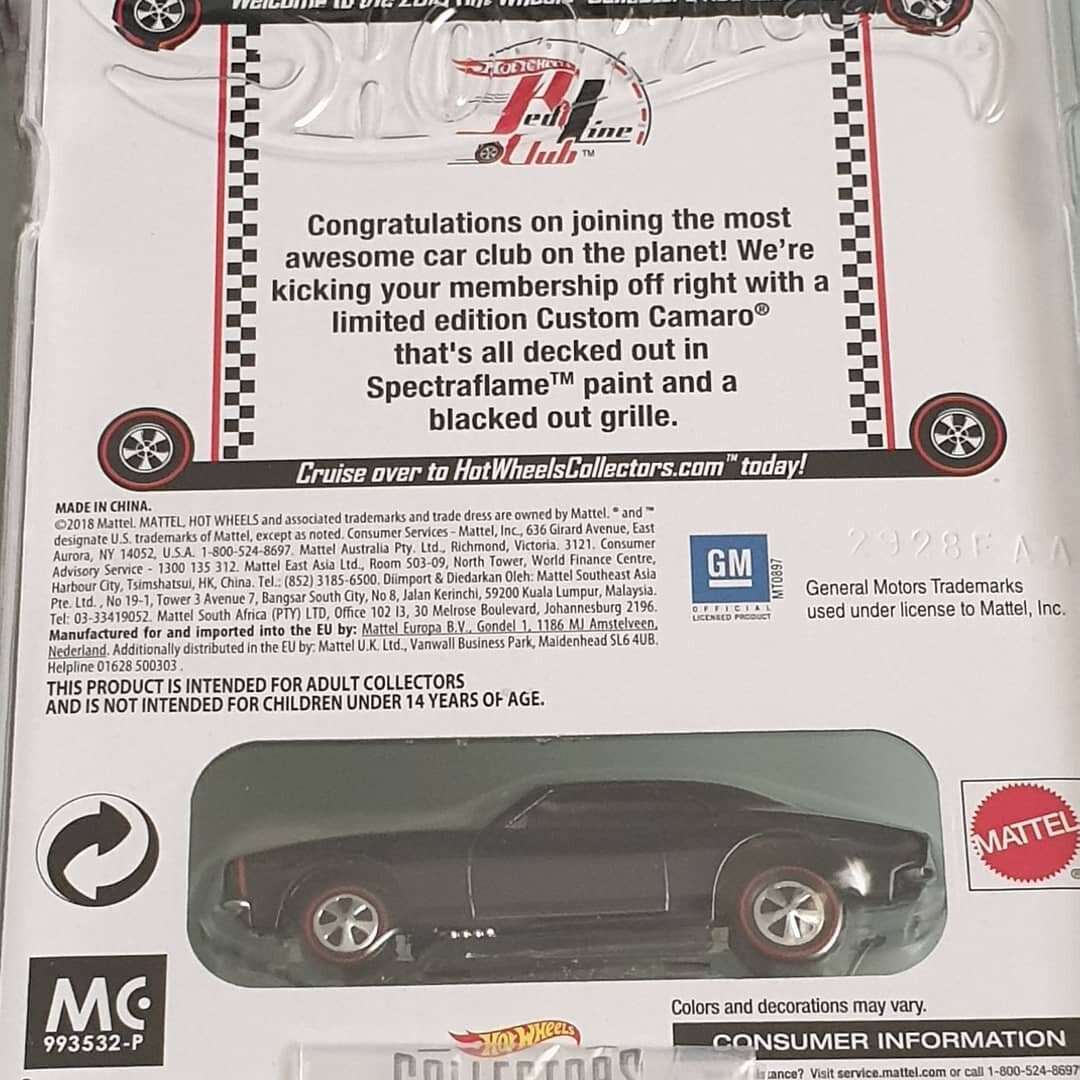 Welcome to the
HOT WHEELS
Red Line
Club™
Congratulations on joining the most
awesome car club on the planet! We're
kicking your membership off right with a
limited edition Custom Camaro®
that's all decked out in
Spectraflame™ paint and a
blacked out grille.
Cruise over to HotWheelsCollectors.com™ today!
MADE IN CHINA.
©2018 Mattel. MATTEL, HOT WHEELS and associated trademarks and trade dress are owned by Mattel. ® and ™
designate U.S. trademarks of Mattel, except as noted. Consumer Services - Mattel, Inc., 636 Girard Avenue, East
Aurora, NY 14052, U.S.A. 1-800-524-8697. Mattel Australia Pty. Ltd., Richmond, Victoria. 3121. Consumer
Advisory Service - 1300 135 312. Mattel East Asia Ltd., Room 503-09, North Tower, World Finance Centre,
Harbour City, Tsimshatsui, HK, China. Tel.: (852) 3185-6500. Diimport & Diedarkan Oleh: Mattel Southeast Asia
Pte. Ltd. , No 19-1, Tower 3 Avenue 7, Bangsar South City, No 8, Jalan Kerinchi, 59200 Kuala Lumpur, Malaysia.
Tel: 03-33419052. Mattel South Africa (PTY) LTD, Office 102 I3, 30 Melrose Boulevard, Johannesburg 2196.
Manufactured for and imported into the EU by: Mattel Europa B.V., Gondel 1, 1186 MJ Amstelveen,
Nederland. Additionally distributed in the EU by: Mattel U.K. Ltd., Vanwall Business Park, Maidenhead SL6 4UB.
Helpline 01628 500303 .
THIS PRODUCT IS INTENDED FOR ADULT COLLECTORS
AND IS NOT INTENDED FOR CHILDREN UNDER 14 YEARS OF AGE.
GM
MT0897
OFFICIAL
LICENSED PRODUCT
2928F AA
General Motors Trademarks
used under license to Mattel, Inc.
MATTEL
®
MC
993532-P
HOT WHEELS
COLLECTORS
Colors and decorations may vary.
CONSUMER INFORMATION
Visit service.mattel.com or call 1-800-524-8697